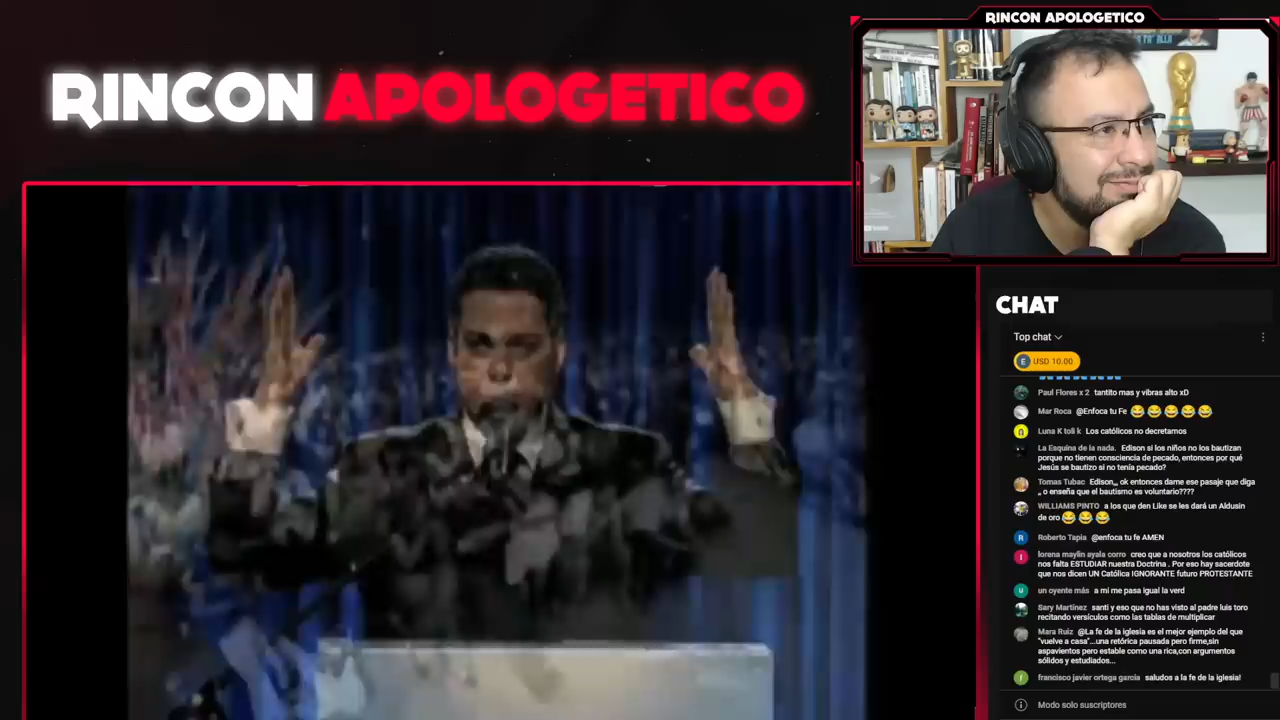 RINCON APOLOGETICO
RINCON APOLOGETICO
CHAT
Top chat
E USD 10.00
Paul Flores x 2 tantito mas y vibras alto xD
Mar Roca @Enfoca tu Fe 😂😂😂😂😂
Luna K toli k Los católicos no decretamos
La Esquina de la nada. Edison si los niños no los bautizan
porque no tienen consciencia de pecado, entonces por qué
Jesús se bautizo si no tenía pecado?
Tomas Tubac Edison,,, ok entonces dame ese pasaje que diga
,, o enseña que el bautismo es voluntario????
WILLIAMS PINTO a los que den Like se les dará un Aldusin
de oro 😂😂😂
R Roberto Tapia @enfoca tu fe AMEN
l lorena maylin ayala corro creo que a nosotros los católicos
nos falta ESTUDIAR nuestra Doctrina . Por eso hay sacerdote
que nos dicen UN Católica IGNORANTE futuro PROTESTANTE
u un oyente más a mi me pasa igual la verd
Sary Martínez santi y eso que no has visto al padre luis toro
recitando versículos como las tablas de multiplicar
Mara Ruiz @La fe de la iglesia es el mejor ejemplo del que
"vuelve a casa"...una retórica pausada pero firme,sin
aspavientos pero estable como una rica,con argumentos
sólidos y estudiados...
f francisco javier ortega garcia saludos a la fe de la iglesia!
Modo solo suscriptores